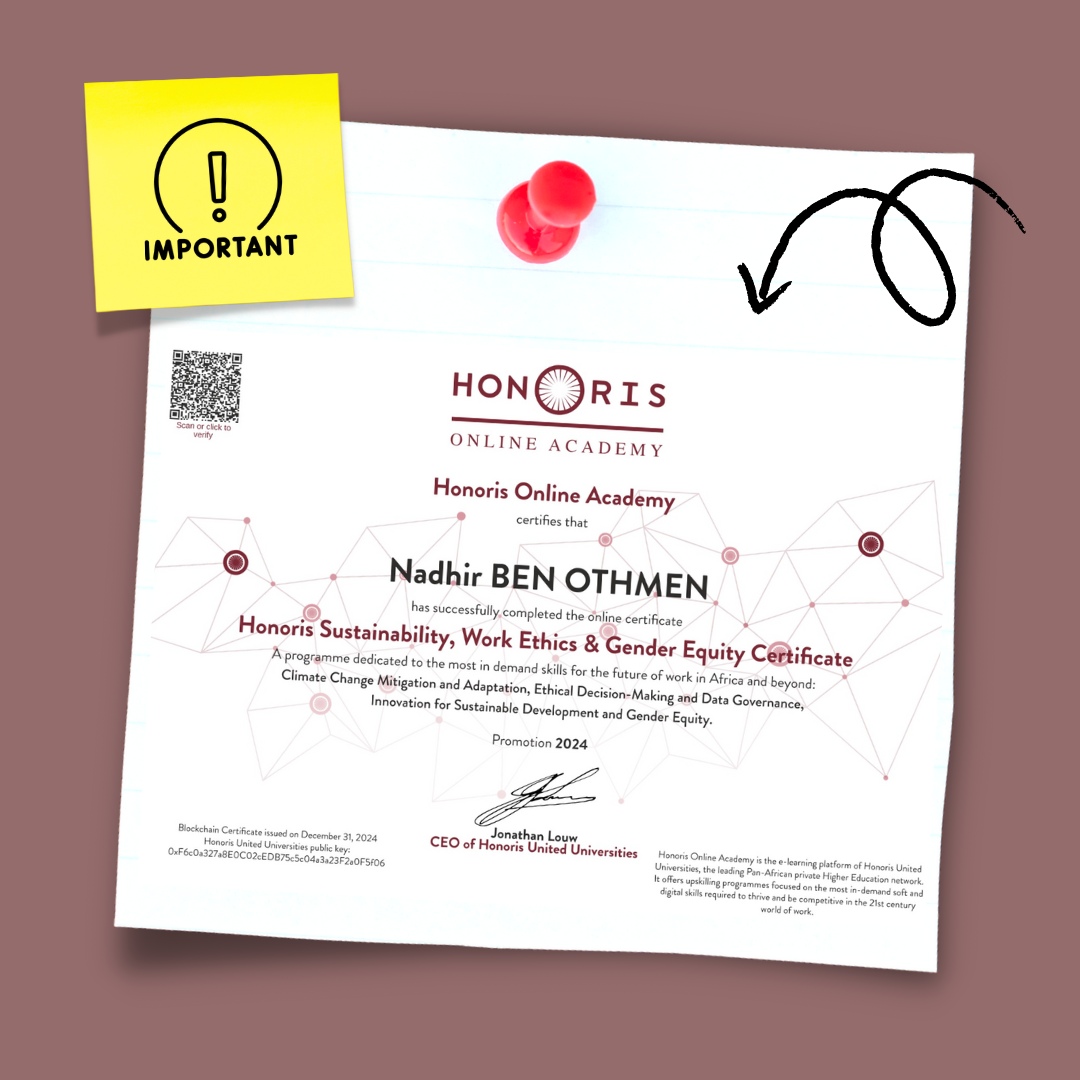 IMPORTANT
Scan or click to
verify
HONORIS
ONLINE ACADEMY
Honoris Online Academy
certifies that
Nadhir BEN OTHMEN
has successfully completed the online certificate
Honoris Sustainability, Work Ethics & Gender Equity Certificate
A programme dedicated to the most in demand skills for the future of work in Africa and beyond:
Climate Change Mitigation and Adaptation, Ethical Decision-Making and Data Governance,
Innovation for Sustainable Development and Gender Equity.
Promotion 2024
Jonathan Louw
CEO of Honoris United Universities
Blockchain Certificate issued on December 31, 2024
Honoris United Universities public key:
0xF6c0a327a8E0C02cEDB75c5c04a3a23F2a0F5f06
Honoris Online Academy is the e-learning platform of Honoris United
Universities, the leading Pan-African private Higher Education network.
It offers upskilling programmes focused on the most in-demand soft and
digital skills required to thrive and be competitive in the 21st century
world of work.